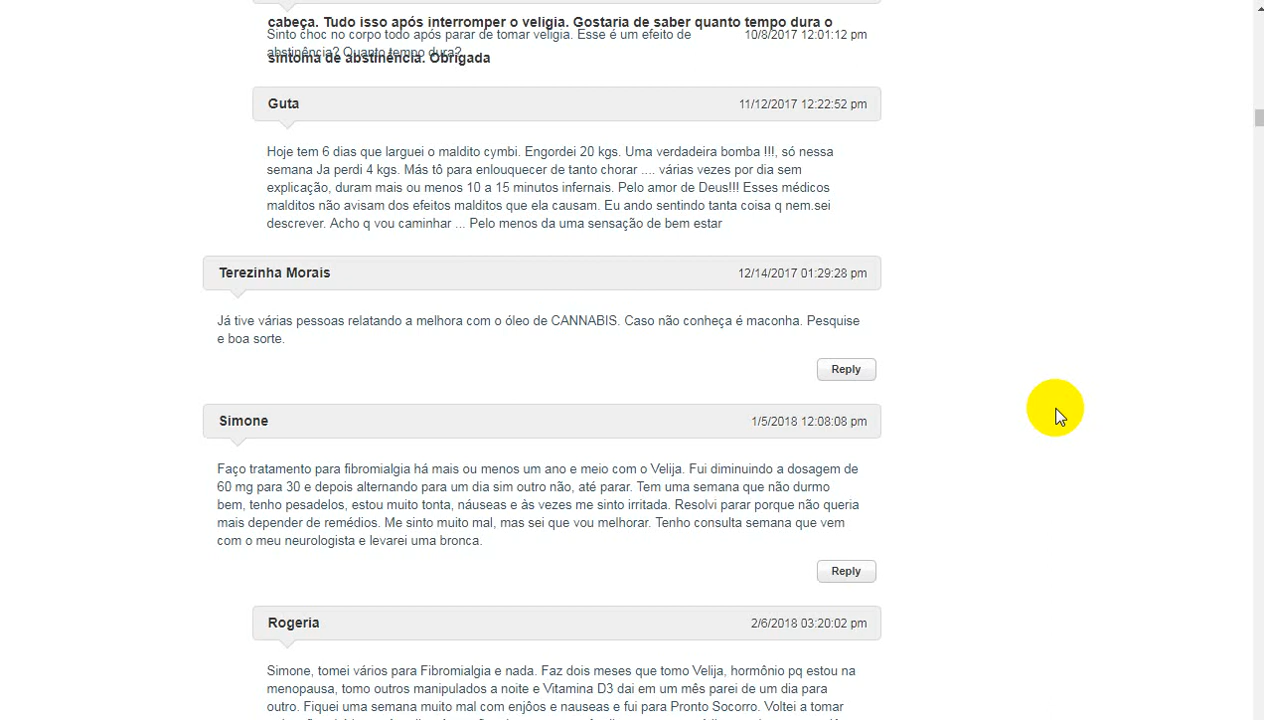 cabeça. Tudo isso após interromper o veligia. Gostaria de saber quanto tempo dura o
Sinto choc no corpo todo após parar de tomar veligia. Esse é um efeito de
10/8/2017 12:01:12 pm
abstinência? Quanto tempo dura?
sintoma de abstinência. Obrigada
Guta
11/12/2017 12:22:52 pm
Hoje tem 6 dias que larguei o maldito cymbi. Engordei 20 kgs. Uma verdadeira bomba !!!, só nessa
semana Ja perdi 4 kgs. Más tô para enlouquecer de tanto chorar .... várias vezes por dia sem
explicação, duram mais ou menos 10 a 15 minutos infernais. Pelo amor de Deus!!! Esses médicos
malditos não avisam dos efeitos malditos que ela causam. Eu ando sentindo tanta coisa q nem.sei
descrever. Acho q vou caminhar ... Pelo menos da uma sensação de bem estar
Terezinha Morais
12/14/2017 01:29:28 pm
Já tive várias pessoas relatando a melhora com o óleo de CANNABIS. Caso não conheça é maconha. Pesquise
e boa sorte.
Reply
Simone
1/5/2018 12:08:08 pm
Faço tratamento para fibromialgia há mais ou menos um ano e meio com o Velija. Fui diminuindo a dosagem de
60 mg para 30 e depois alternando para um dia sim outro não, até parar. Tem uma semana que não durmo
bem, tenho pesadelos, estou muito tonta, náuseas e às vezes me sinto irritada. Resolvi parar porque não queria
mais depender de remédios. Me sinto muito mal, mas sei que vou melhorar. Tenho consulta semana que vem
com o meu neurologista e levarei uma bronca.
Reply
Rogeria
2/6/2018 03:20:02 pm
Simone, tomei vários para Fibromialgia e nada. Faz dois meses que tomo Velija, hormônio pq estou na
menopausa, tomo outros manipulados a noite e Vitamina D3 dai em um mês parei de um dia para
outro. Fiquei uma semana muito mal com enjôos e nauseas e fui para Pronto Socorro. Voltei a tomar